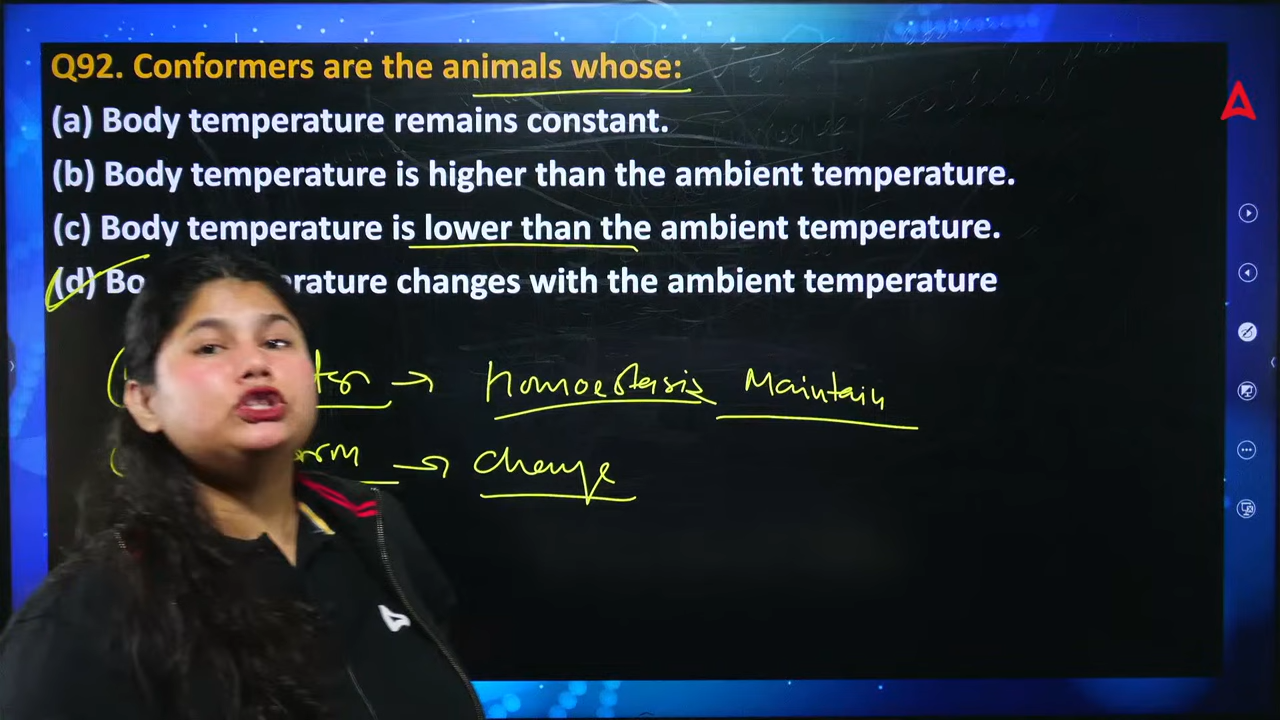 Q92. Conformers are the animals whose:
(a) Body temperature remains constant.
(b) Body temperature is higher than the ambient temperature.
(c) Body temperature is lower than the ambient temperature.
(d) Bo rature changes with the ambient temperature
→ homoestasis Maintain
→ change